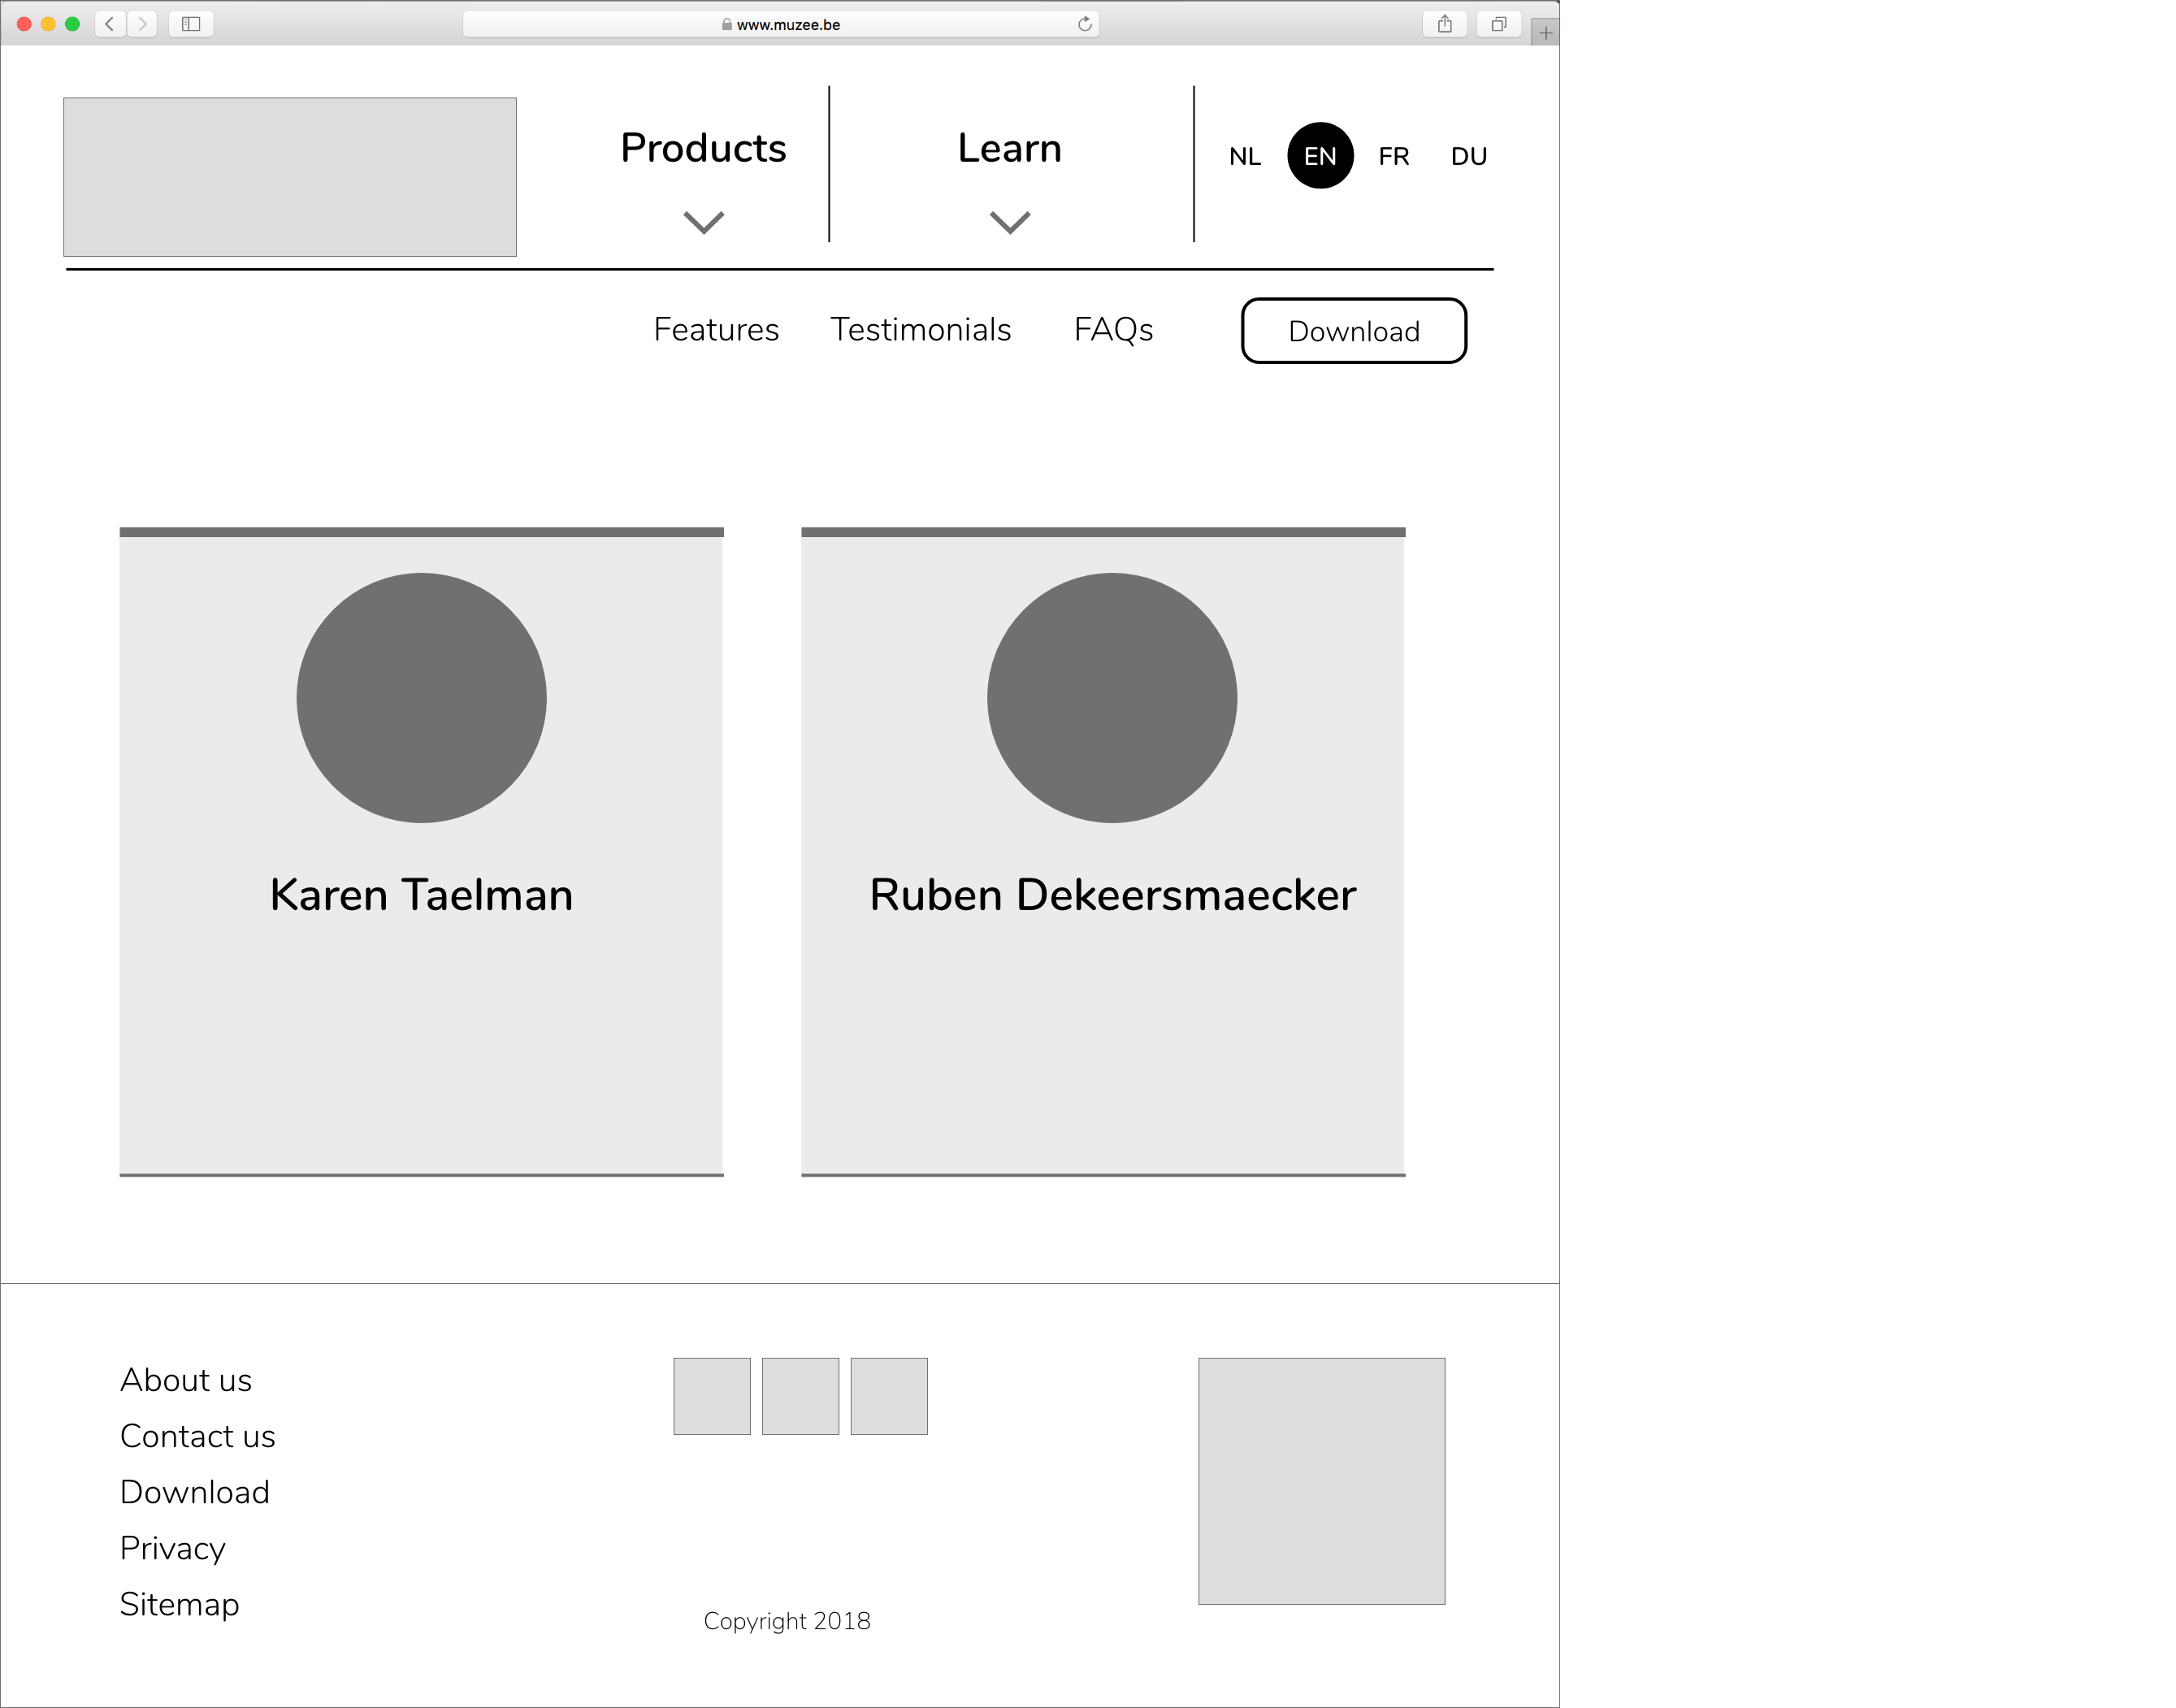 www.muzee.be
Products
Learn
NL EN FR DU
Features Testimonials FAQs Download
Karen Taelman
Ruben Dekeersmaecker
About us
Contact us
Download
Privacy
Sitemap
Copyright 2018